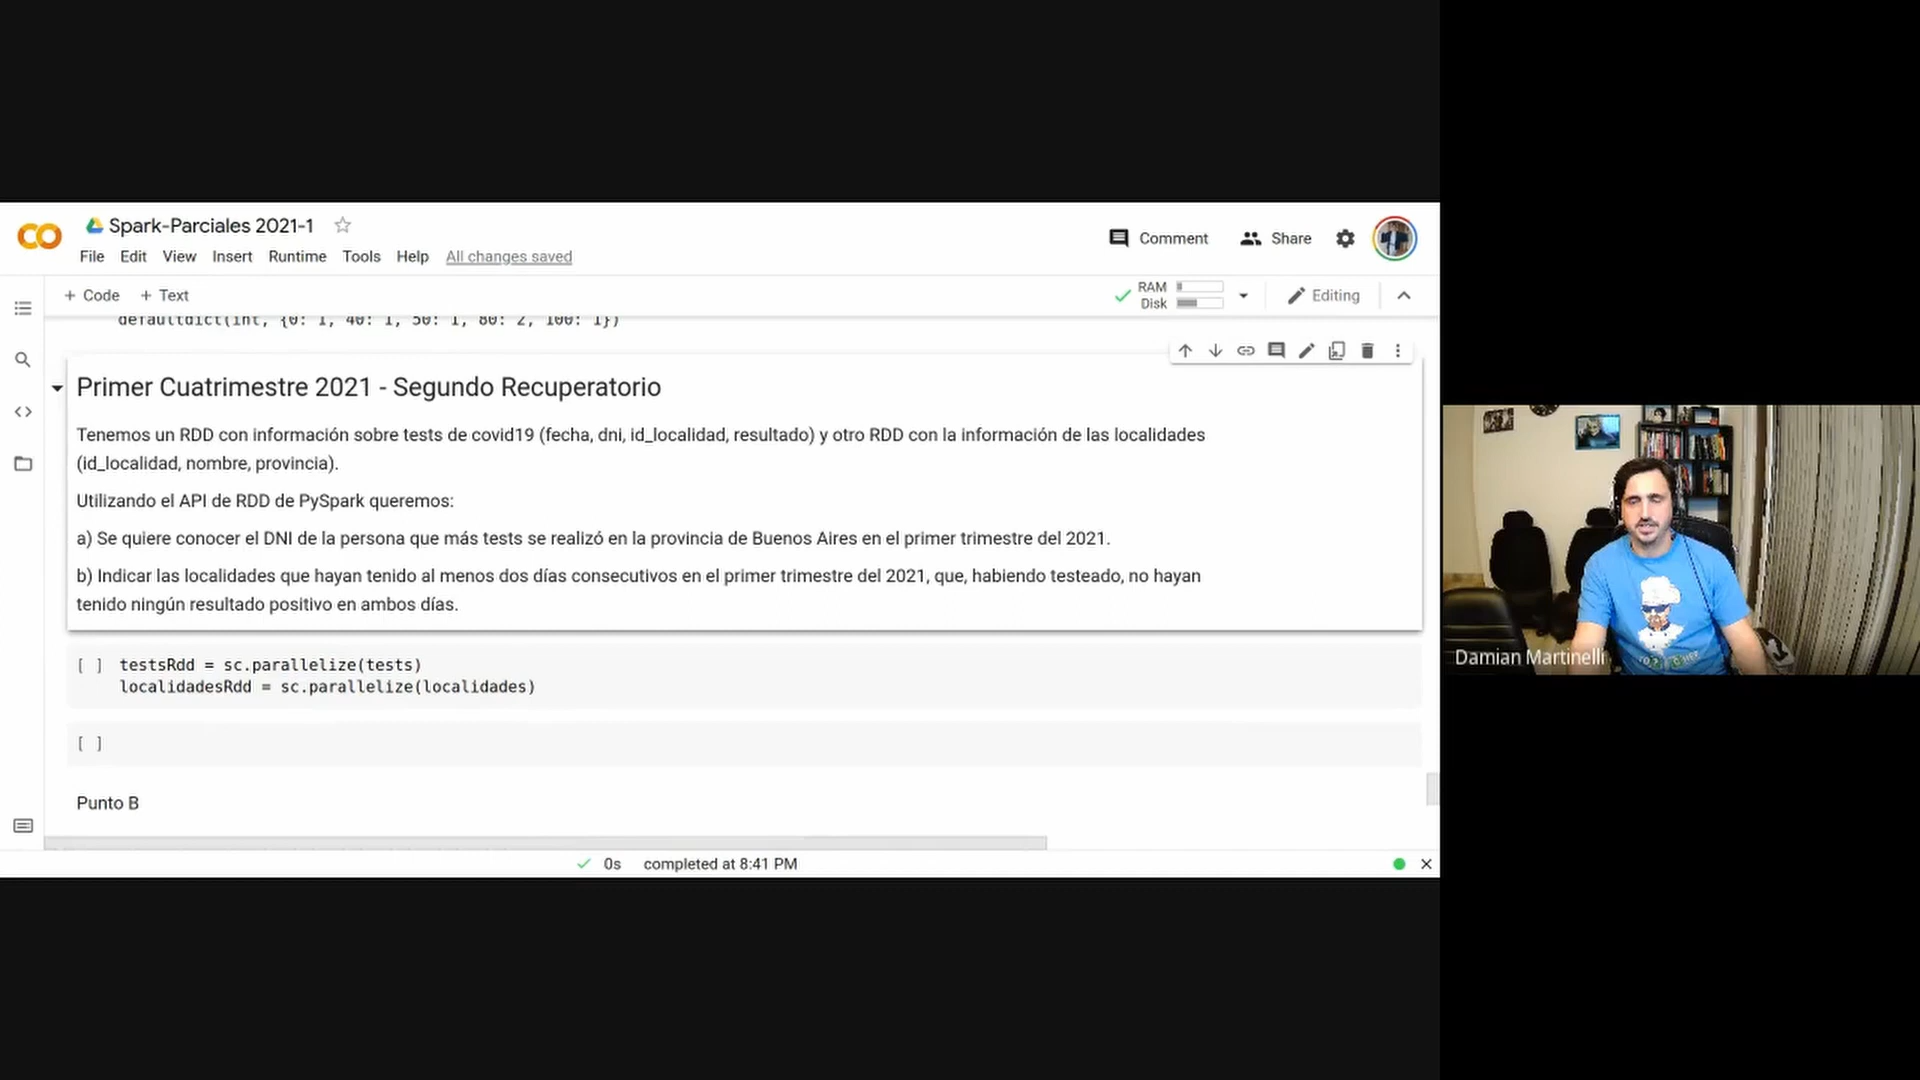 Spark-Parciales 2021-1
File Edit View Insert Runtime Tools Help All changes saved
Comment
Share
+ Code + Text
RAM
Disk
Editing
defaultdict(int, {0: 1, 40: 1, 50: 1, 80: 2, 100: 1})
Primer Cuatrimestre 2021 - Segundo Recuperatorio
Tenemos un RDD con información sobre tests de covid19 (fecha, dni, id_localidad, resultado) y otro RDD con la información de las localidades
(id_localidad, nombre, provincia).
Utilizando el API de RDD de PySpark queremos:
a) Se quiere conocer el DNI de la persona que más tests se realizó en la provincia de Buenos Aires en el primer trimestre del 2021.
b) Indicar las localidades que hayan tenido al menos dos días consecutivos en el primer trimestre del 2021, que, habiendo testeado, no hayan
tenido ningún resultado positivo en ambos días.
[ ] testsRdd = sc.parallelize(tests)
localidadesRdd = sc.parallelize(localidades)
[ ]
Punto B
0s completed at 8:41 PM
Damian Martinelli